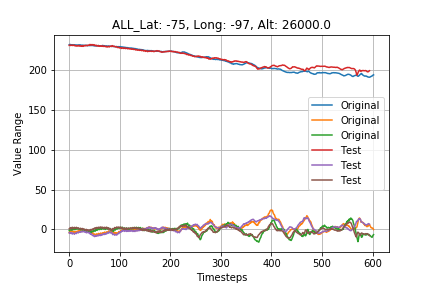 ALL_Lat: -75, Long: -97, Alt: 26000.0
Value Range
200
150
100
50
0
Original
Original
Original
Test
Test
Test
0 100 200 300 400 500 600
Timesteps